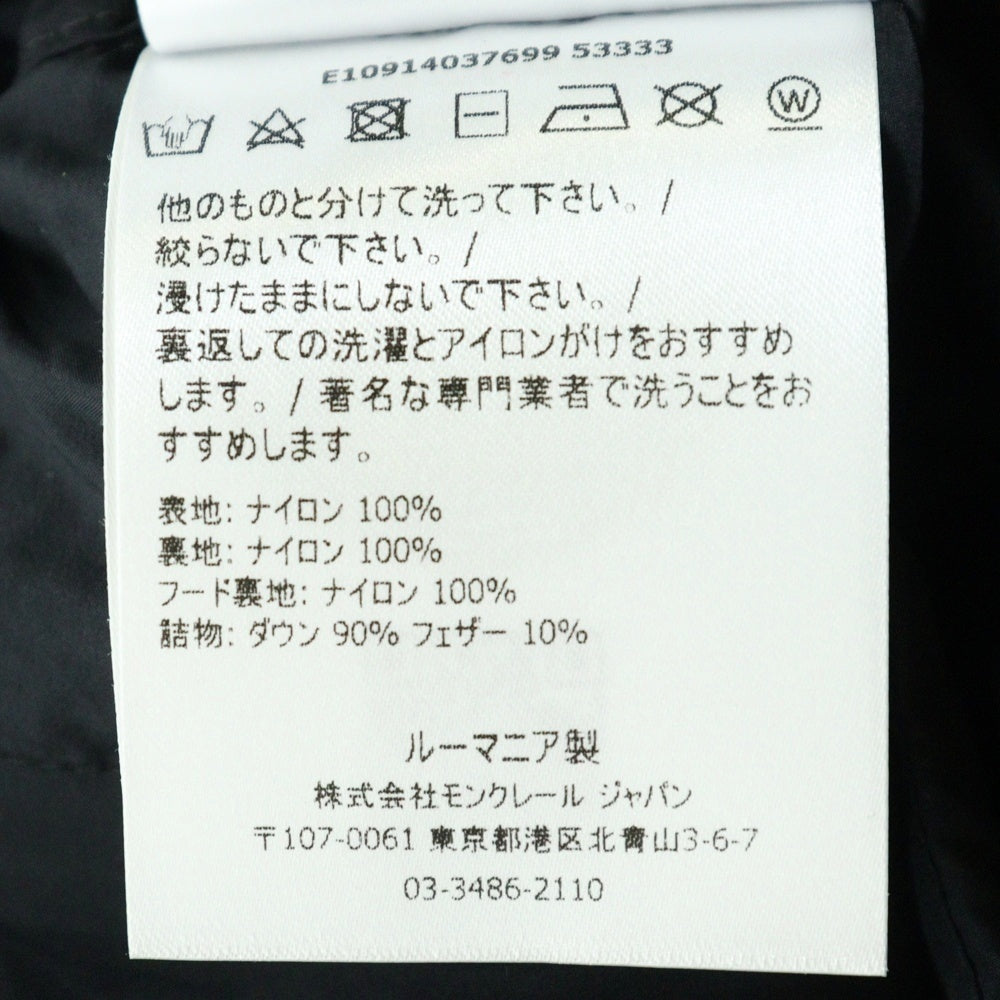 E10914037699 53333
W
他のものと分けて洗って下さい。/
絞らないで下さい。/
浸けたままにしないで下さい。/
裏返しての洗濯とアイロンがけをおすすめ
します。/ 著名な専門業者で洗うことをお
すすめします。
表地: ナイロン 100%
裏地: ナイロン 100%
フード裏地: ナイロン 100%
詰物: ダウン 90% フェザー 10%
ルーマニア製
株式会社モンクレール ジャパン
〒107-0061 東京都港区北青山3-6-7
03-3486-2110